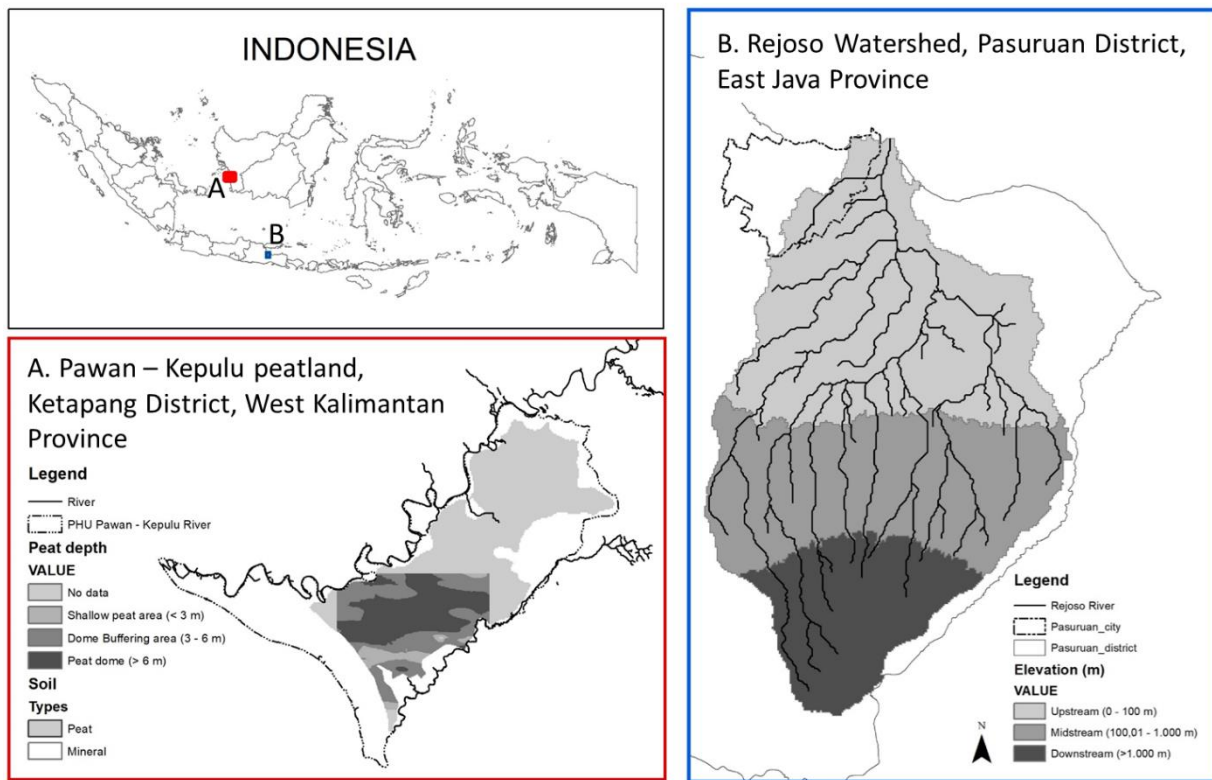 INDONESIA
A
B
A. Pawan – Kepulu peatland,
Ketapang District, West Kalimantan
Province
Legend
River
PHU Pawan - Kepulu River
Peat depth
VALUE
No data
Shallow peat area (< 3 m)
Dome Buffering area (3 - 6 m)
Peat dome (> 6 m)
Soil
Types
Peat
Mineral
B. Rejoso Watershed, Pasuruan District,
East Java Province
Legend
Rejoso River
Pasuruan_city
Pasuruan_district
Elevation (m)
VALUE
Upstream (0 - 100 m)
Midstream (100,01 - 1.000 m)
Downstream (>1.000 m)
N